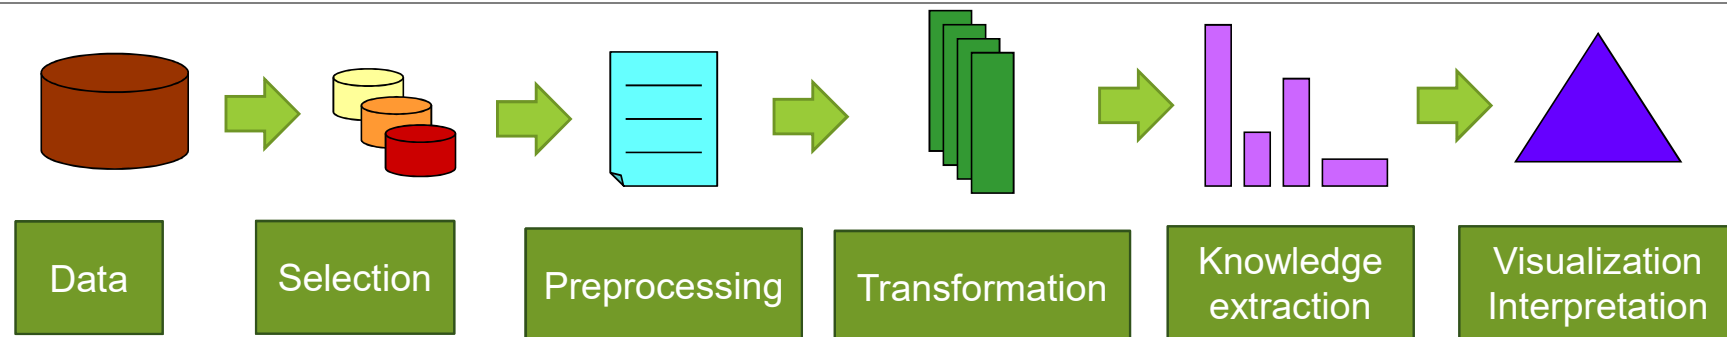 Data
Selection
Preprocessing
Transformation
Knowledge
extraction
Visualization
Interpretation